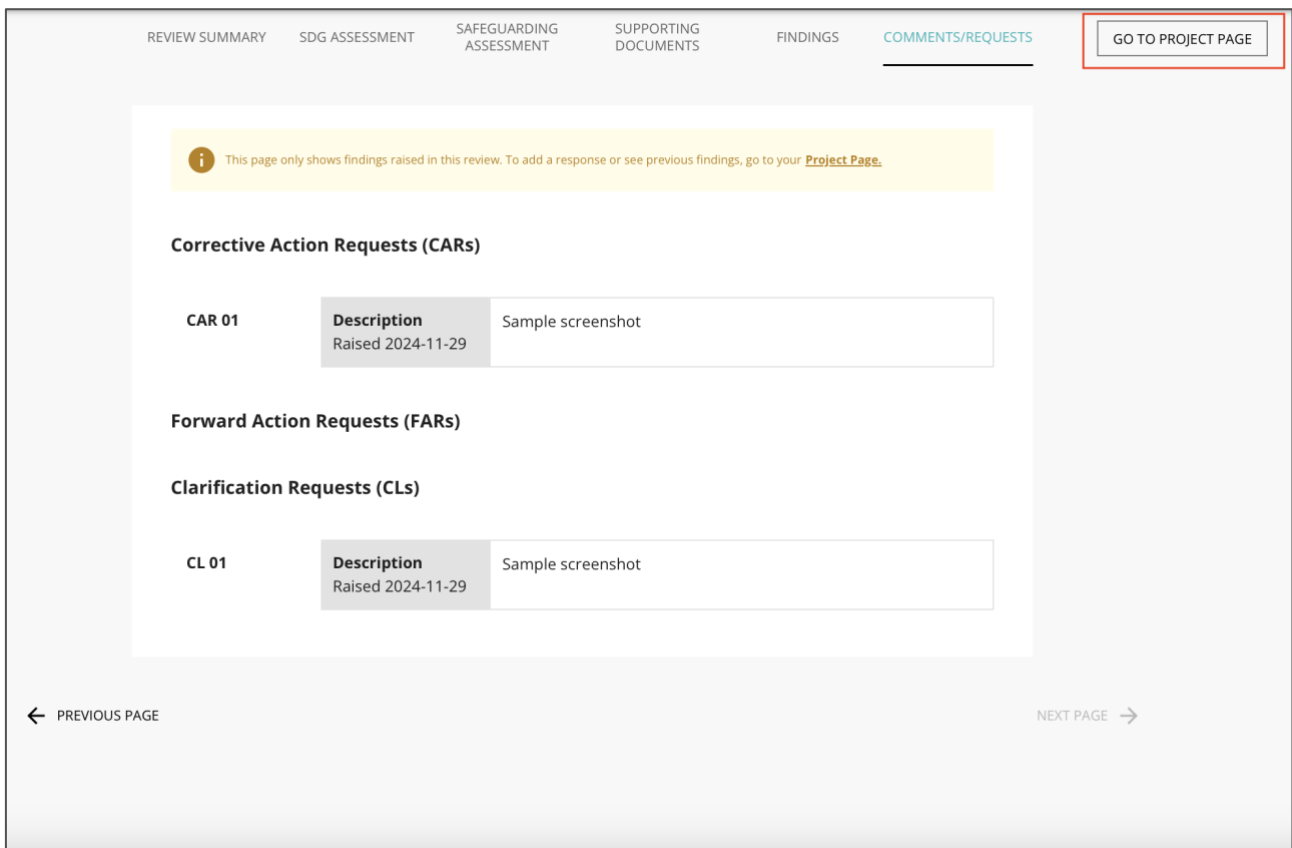 REVIEW SUMMARY
SDG ASSESSMENT
SAFEGUARDING
ASSESSMENT
SUPPORTING
DOCUMENTS
FINDINGS
COMMENTS/REQUESTS
GO TO PROJECT PAGE
This page only shows findings raised in this review. To add a response or see previous findings, go to your Project Page.
Corrective Action Requests (CARs)
CAR 01
Description
Raised 2024-11-29
Sample screenshot
Forward Action Requests (FARs)
Clarification Requests (CLs)
CL 01
Description
Raised 2024-11-29
Sample screenshot
PREVIOUS PAGE
NEXT PAGE